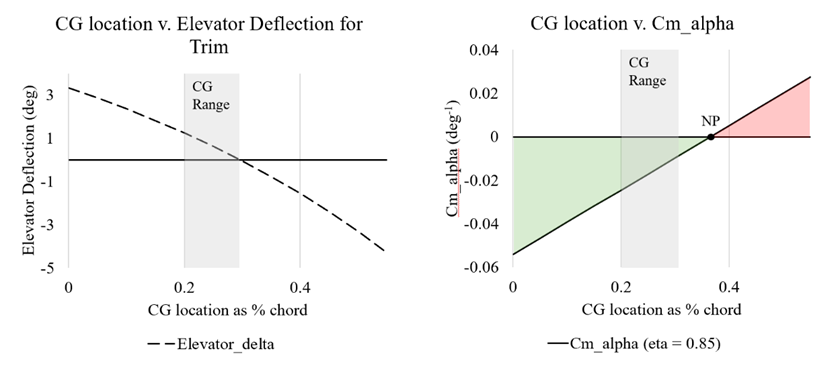 CG location v. Elevator Deflection for
Trim
Elevator Deflection (deg)
3
1
-1
-3
-5
CG
Range
0
0.2
0.4
CG location as % chord
Elevator_delta
CG location v. Cm_alpha
Cm_alpha (deg⁻¹)
0.04
0.02
0
-0.02
-0.04
-0.06
CG
Range
NP
0
0.2
0.4
CG location as % chord
Cm_alpha (eta = 0.85)